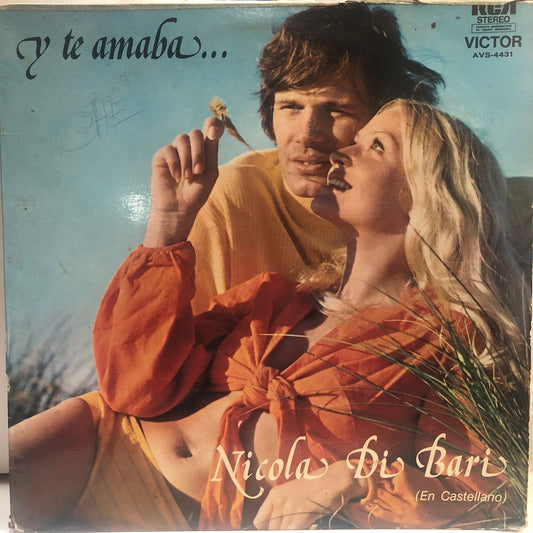 y te amaba...
RCA
STEREO
VICTOR
AVS-4431
Nicola Di Bari
(En Castellano)